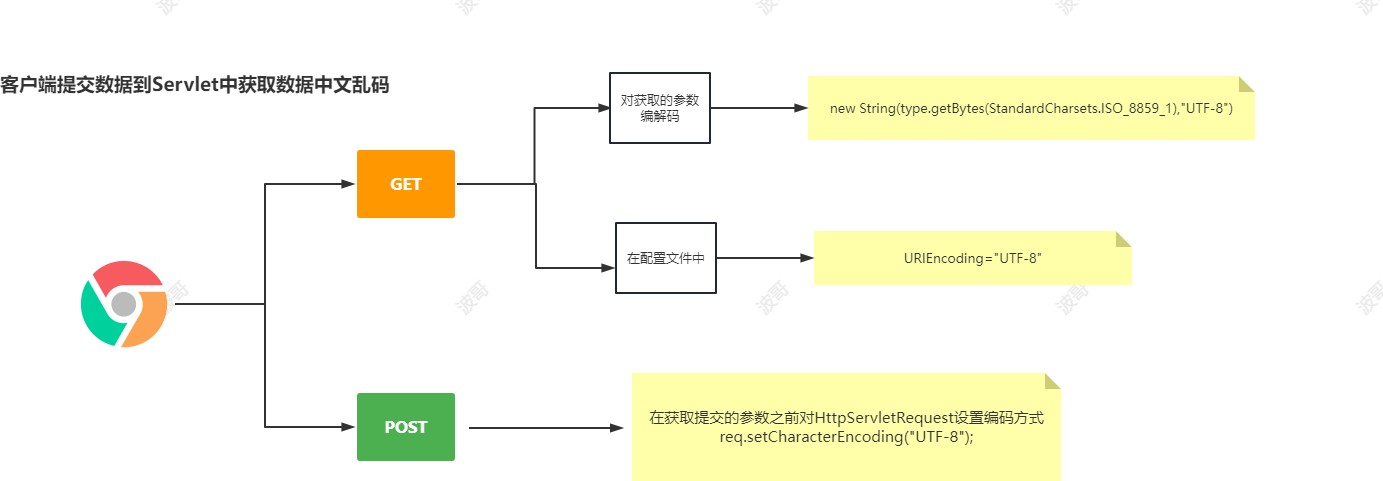 波哥
波哥
波哥
波哥
波哥
客户端提交数据到Servlet中获取数据中文乱码
对获取的参数
编解码
new String(type.getBytes(StandardCharsets.ISO_8859_1),"UTF-8")
GET
在配置文件中
URIEncoding="UTF-8"
波哥
波哥
波哥
波哥
波哥
POST
在获取提交的参数之前对HttpServletRequest设置编码方式
req.setCharacterEncoding("UTF-8");